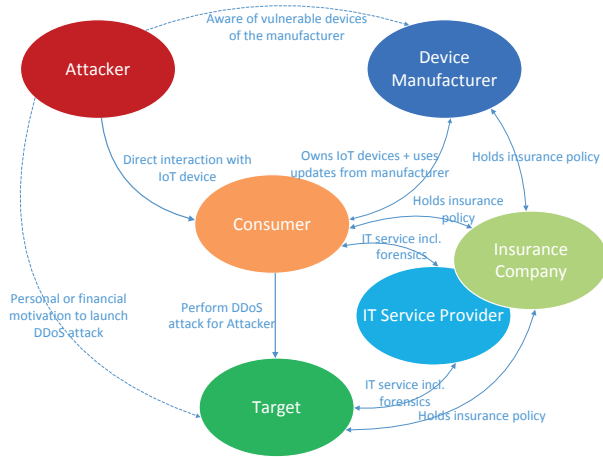 Aware of vulnerable devices
of the manufacturer
Attacker
Device
Manufacturer
Direct interaction with
IoT device
Owns IoT devices + uses
updates from manufacturer
Holds insurance policy
Holds insurance
policy
Consumer
IT service incl.
forensics
Insurance
Company
Personal or financial
motivation to launch
DDoS attack
Perform DDoS
attack for Attacker
IT Service Provider
Target
IT service incl.
forensics
Holds insurance policy